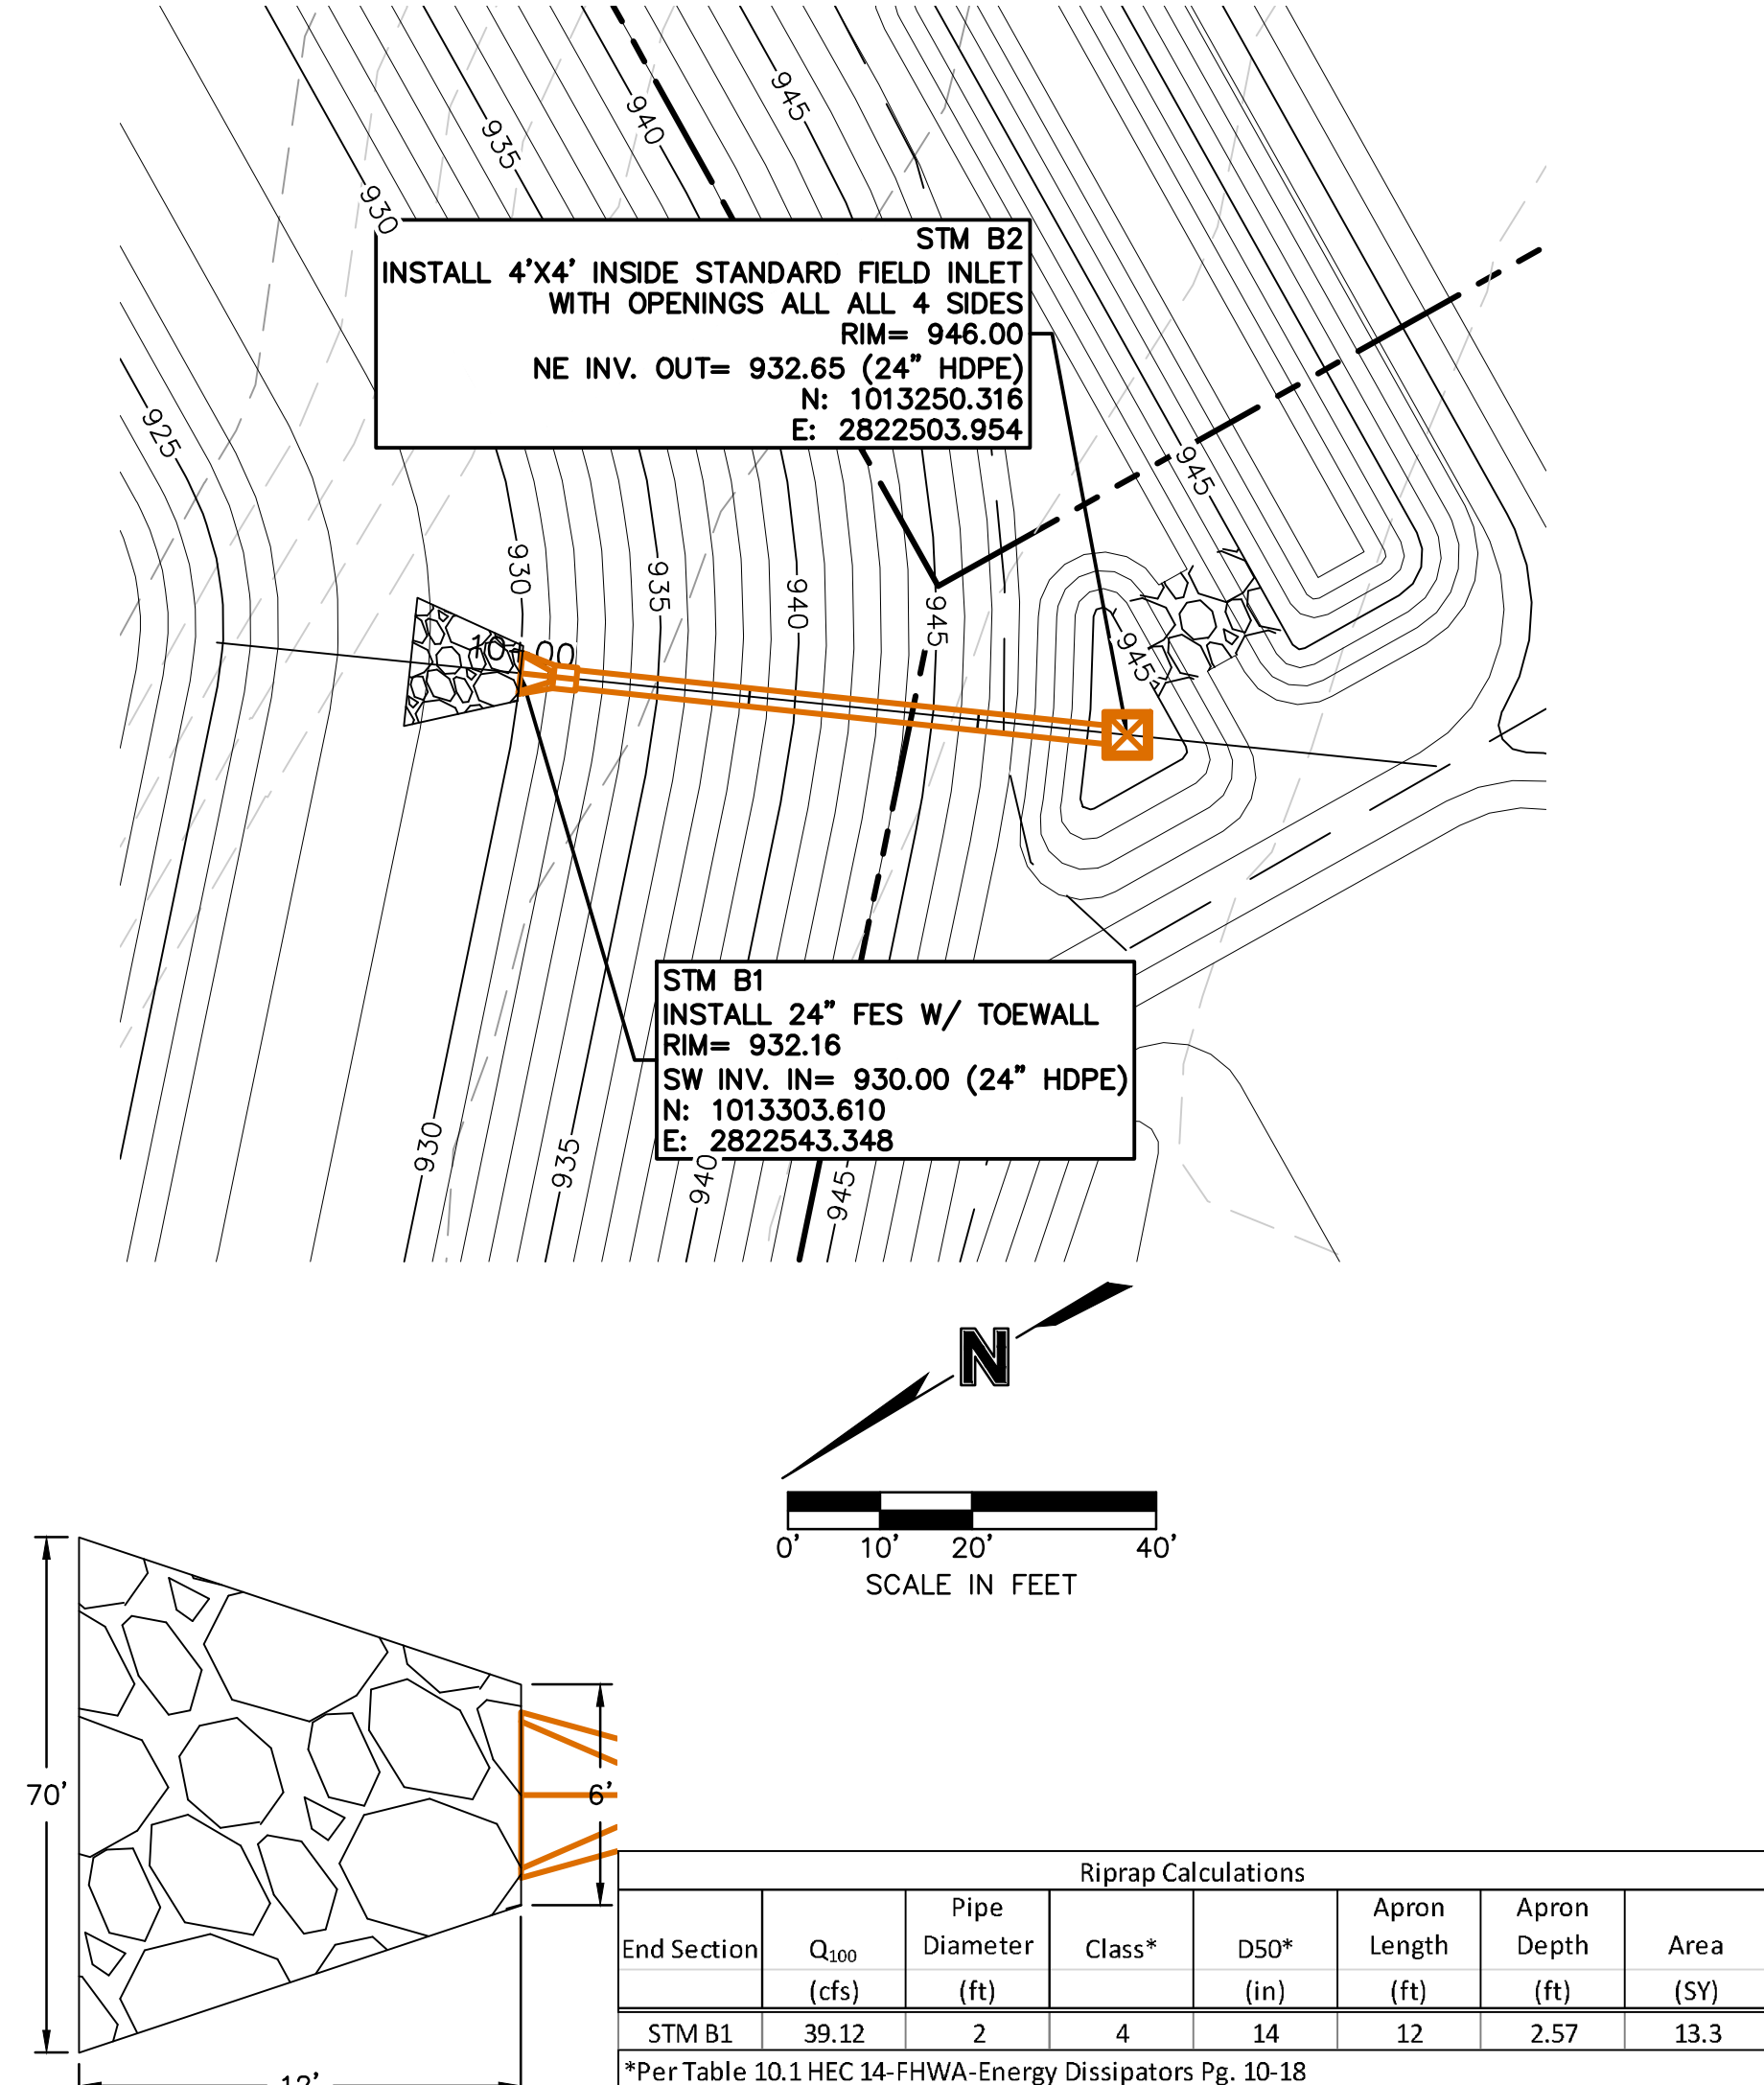 945
940
935
930
STM B2
INSTALL 4'X4' INSIDE STANDARD FIELD INLET
WITH OPENINGS ALL ALL 4 SIDES
RIM= 946.00
NE INV. OUT= 932.65 (24" HDPE)
N: 1013250.316
E: 2822503.954
925
945
930
935
940
945
945
10+00
STM B1
INSTALL 24" FES W/ TOEWALL
RIM= 932.16
SW INV. IN= 930.00 (24" HDPE)
N: 1013303.610
E: 2822543.348
930
935
940
945
N
0' 10' 20' 40'
SCALE IN FEET
70'
6'
12'
Riprap Calculations
End Section Q100 Pipe Diameter Class* D50* Apron Length Apron Depth Area
(cfs) (ft) (in) (ft) (ft) (SY)
STM B1 39.12 2 4 14 12 2.57 13.3
*Per Table 10.1 HEC 14-FHWA-Energy Dissipators Pg. 10-18